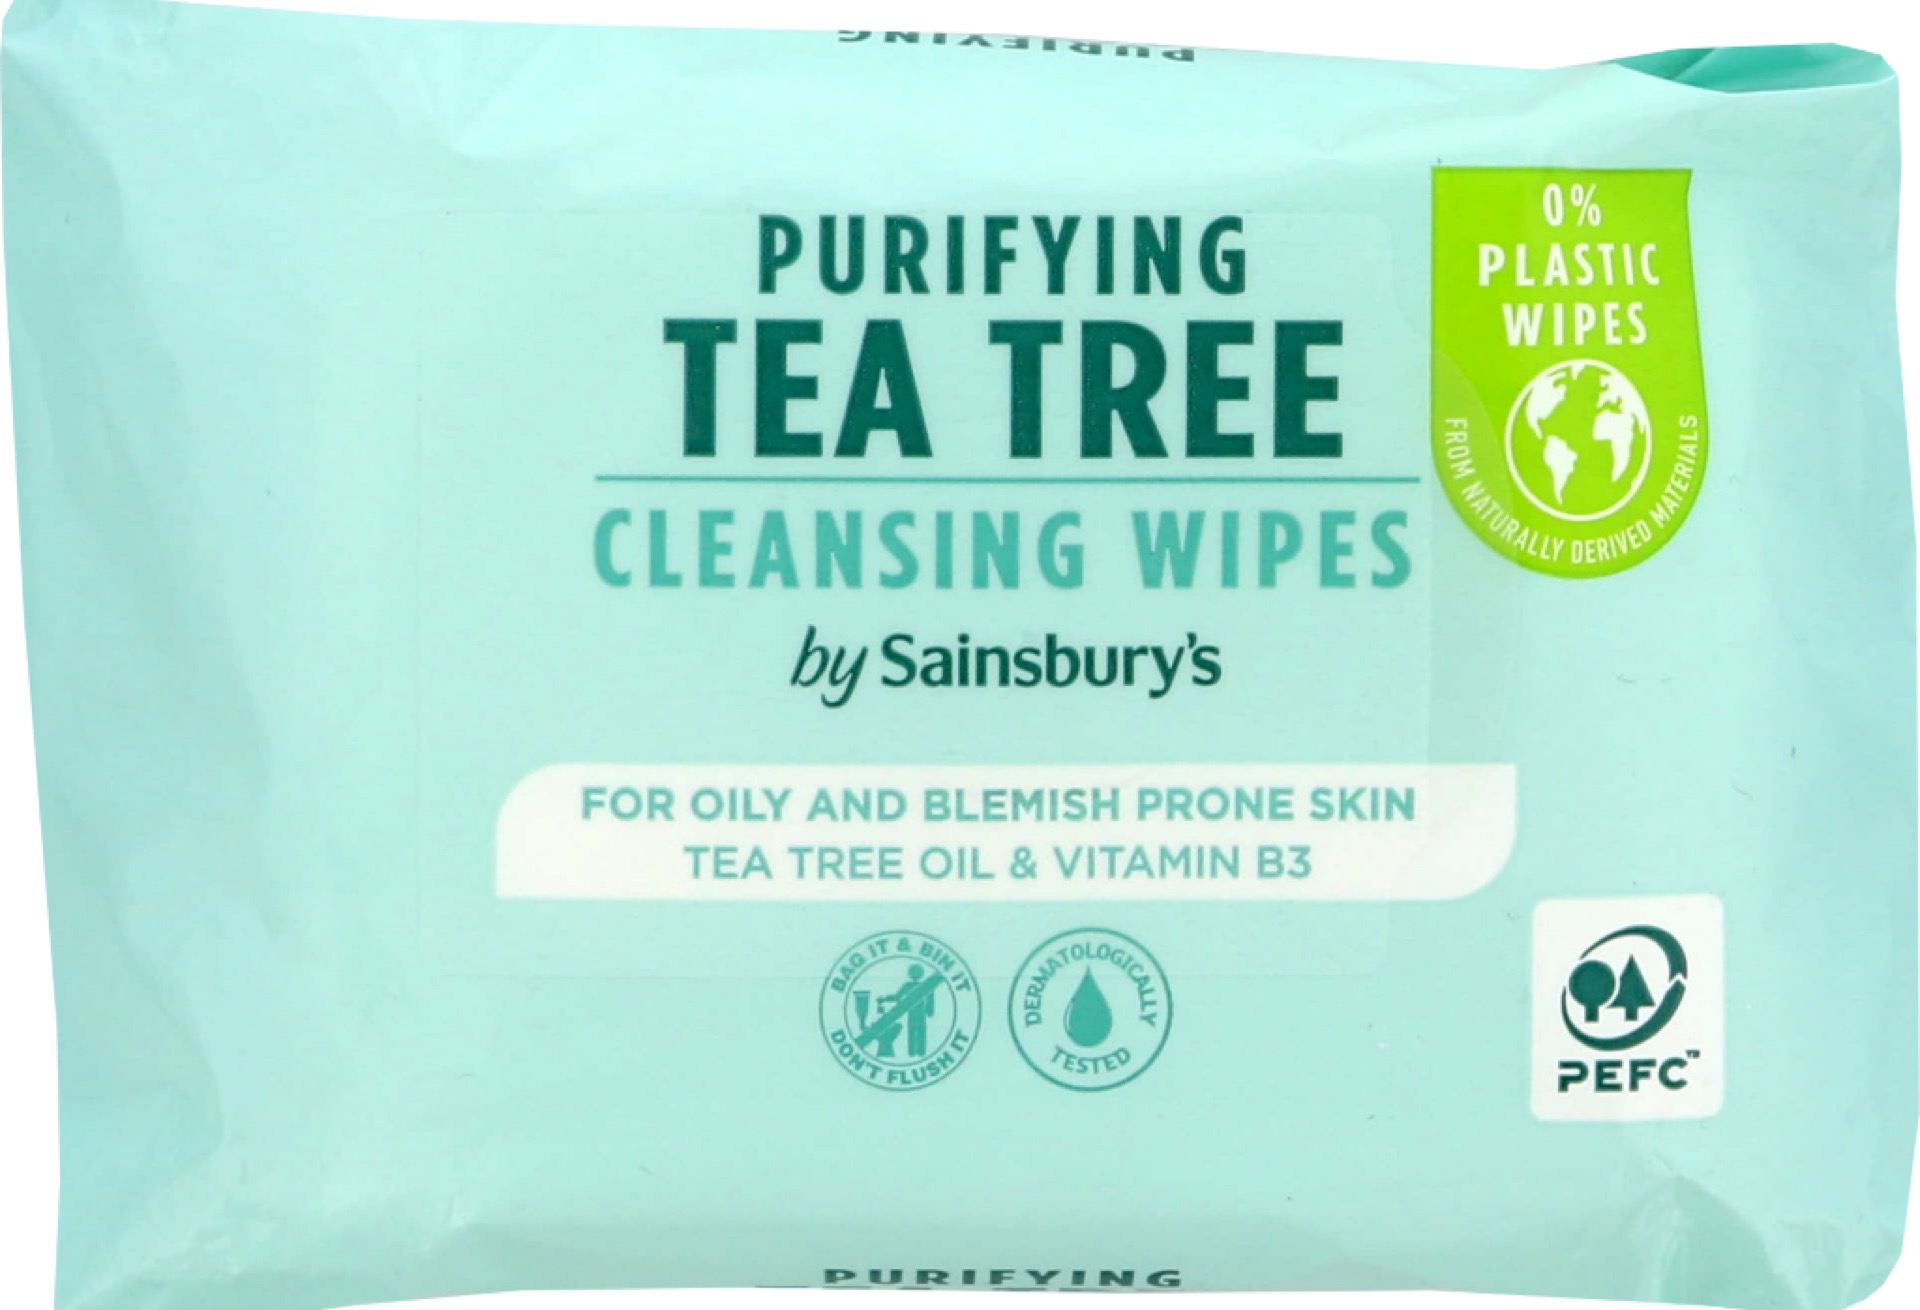 PURIFYING
PURIFYING
TEA TREE
CLEANSING WIPES
by Sainsbury's
0%
PLASTIC
WIPES
FROM NATURALLY DERIVED MATERIALS
FOR OILY AND BLEMISH PRONE SKIN
TEA TREE OIL & VITAMIN B3
BAG IT & BIN IT
DON'T FLUSH IT
DERMATOLOGICALLY
TESTED
PEFC™
PURIFYING